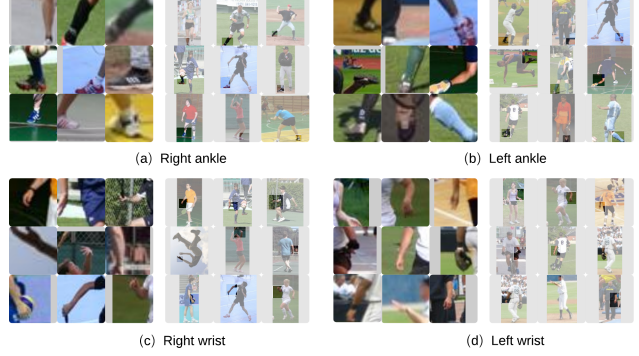 (a) Right ankle
(b) Left ankle
(c) Right wrist
(d) Left wrist